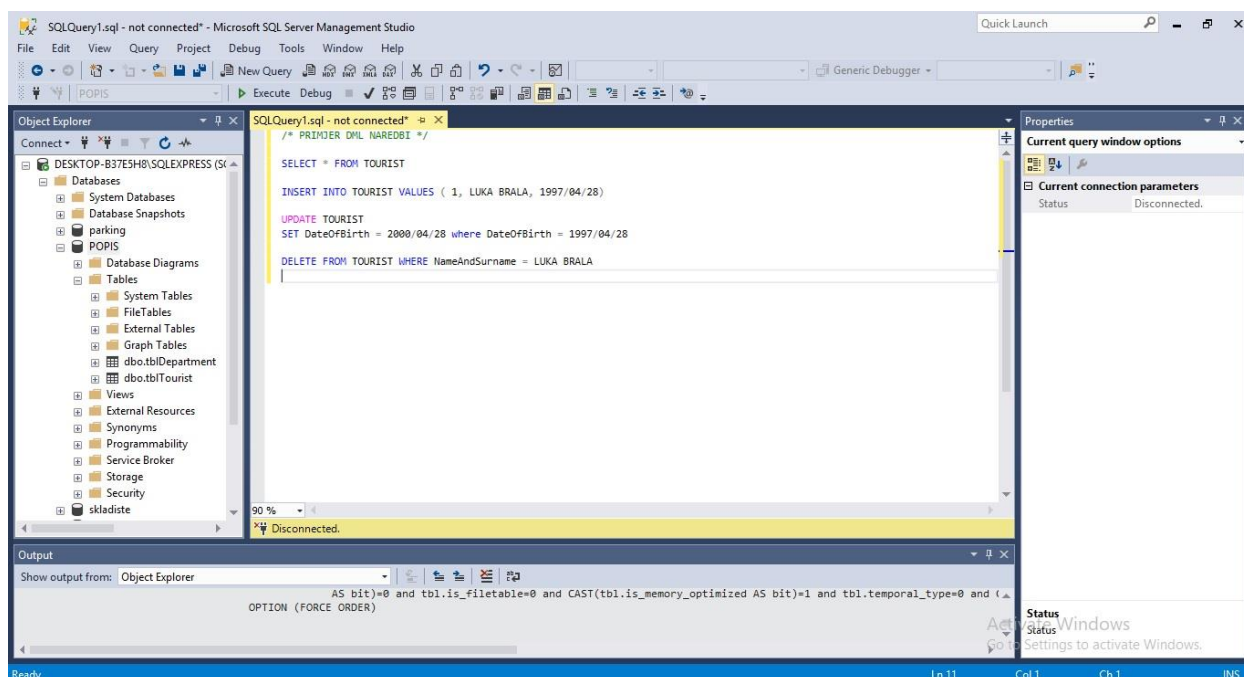 SQLQuery1.sql - not connected* - Microsoft SQL Server Management Studio
Quick Launch
File Edit View Query Project Debug Tools Window Help
New Query
Generic Debugger
POPIS
Execute Debug
Object Explorer
Connect
DESKTOP-B37E5H8\SQLEXPRESS (S
Databases
System Databases
Database Snapshots
parking
POPIS
Database Diagrams
Tables
System Tables
FileTables
External Tables
Graph Tables
dbo.tblDepartment
dbo.tblTourist
Views
External Resources
Synonyms
Programmability
Service Broker
Storage
Security
skladiste
SQLQuery1.sql - not connected*
/* PRIMJER DML NAREDBI */
SELECT * FROM TOURIST
INSERT INTO TOURIST VALUES ( 1, LUKA BRALA, 1997/04/28)
UPDATE TOURIST
SET DateOfBirth = 2000/04/28 where DateOfBirth = 1997/04/28
DELETE FROM TOURIST WHERE NameAndSurname = LUKA BRALA
90 %
Disconnected.
Properties
Current query window options
Current connection parameters
Status Disconnected.
Status
Status
Output
Show output from: Object Explorer
AS bit)=0 and tbl.is_filetable=0 and CAST(tbl.is_memory_optimized AS bit)=1 and tbl.temporal_type=0 and (
OPTION (FORCE ORDER)
Activate Windows
Go to Settings to activate Windows.
Ready Ln 11 Col 1 Ch 1 INS